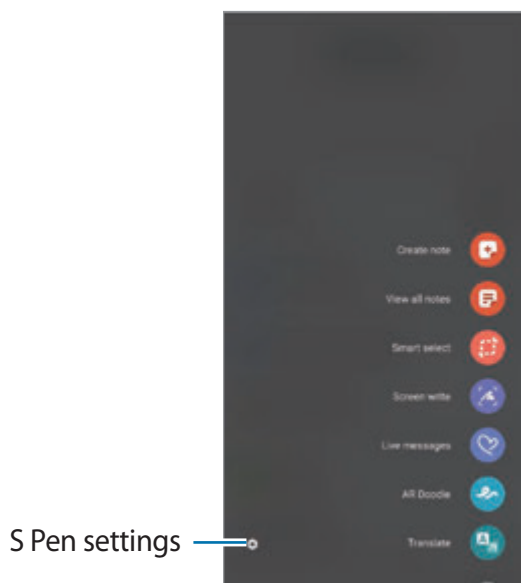 Create note
View all notes
Smart select
Screen write
Live messages
AR Doodle
S Pen settings
Translate